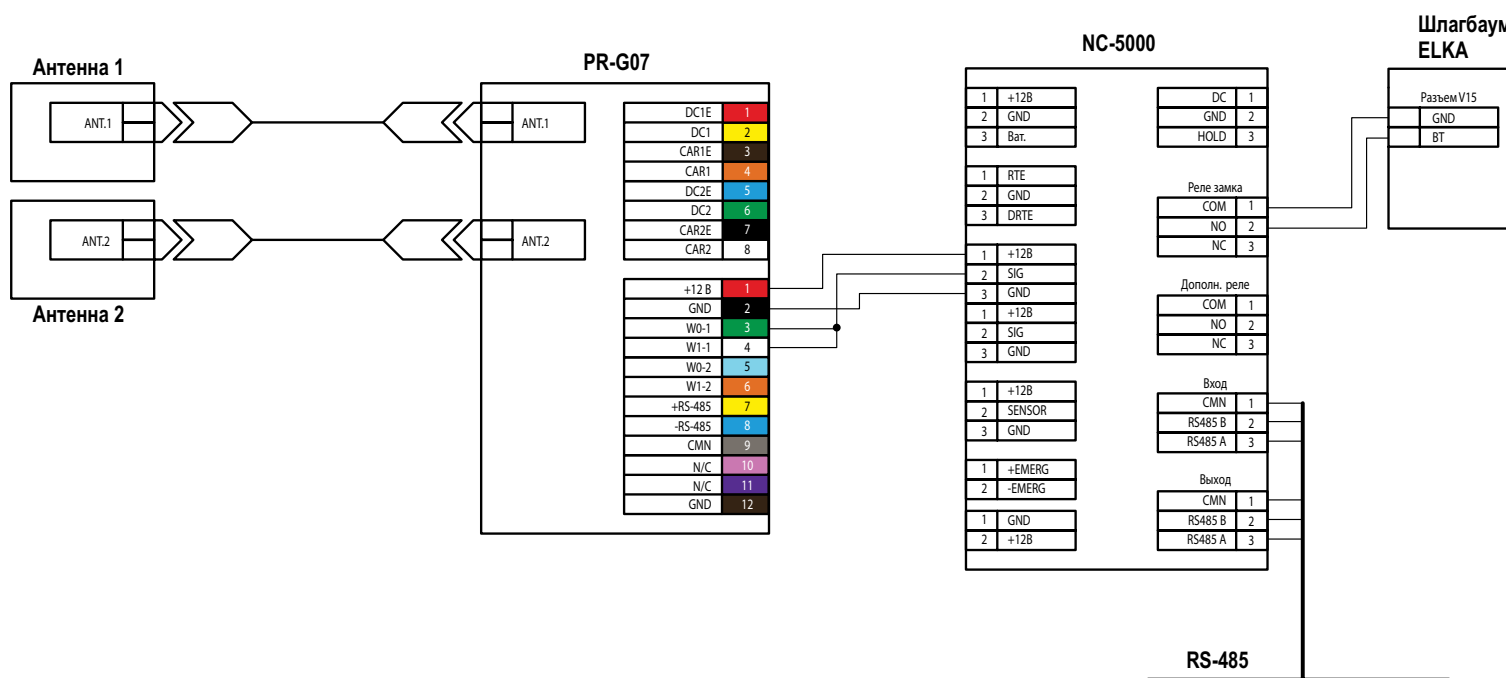 Антенна 1
ANT.1
ANT.2
Антенна 2
PR-G07
ANT.1
ANT.2
DC1E 1
DC1 2
CAR1E 3
CAR1 4
DC2E 5
DC2 6
CAR2E 7
CAR2 8
+12 В 1
GND 2
W0-1 3
W1-1 4
W0-2 5
W1-2 6
+RS-485 7
-RS-485 8
CMN 9
N/C 10
N/C 11
GND 12
NC-5000
1 +12В
2 GND
3 Bat.
1 RTE
2 GND
3 DRTE
1 +12В
2 SIG
3 GND
1 +12В
2 SIG
3 GND
1 +12В
2 SENSOR
3 GND
1 +EMERG
2 -EMERG
1 GND
2 +12В
DC 1
GND 2
HOLD 3
Реле замка
COM 1
NO 2
NC 3
Дополн. реле
COM 1
NO 2
NC 3
Вход
CMN 1
RS485 B 2
RS485 A 3
Выход
CMN 1
RS485 B 2
RS485 A 3
Шлагбаум
ELKA
Разъем V15
GND
BT
RS-485